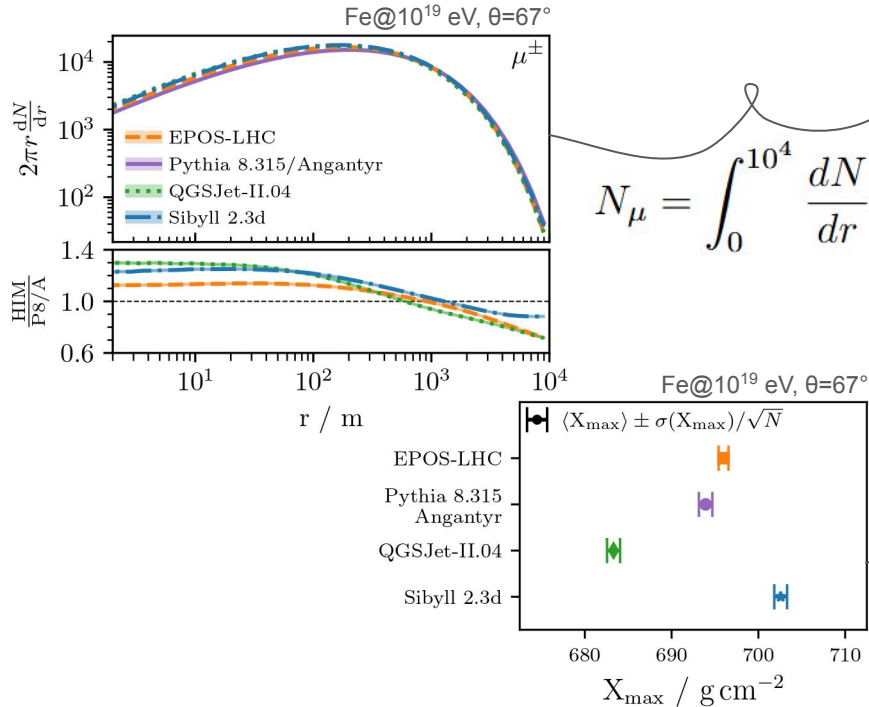 Fe@10¹⁹ eV, θ=67°
μ±
2πr dN/dr
10⁴
10³
10²
EPOS-LHC
Pythia 8.315/Angantyr
QGSJet-II.04
Sibyll 2.3d
N_μ = ∫₀^10⁴ dN/dr
HIM/P8/A
1.4
1.0
0.6
10¹ 10² 10³ 10⁴
r / m
Fe@10¹⁹ eV, θ=67°
⟨X_max⟩ ± σ(X_max)/√N
EPOS-LHC
Pythia 8.315
Angantyr
QGSJet-II.04
Sibyll 2.3d
680 690 700 710
X_max / g cm⁻²